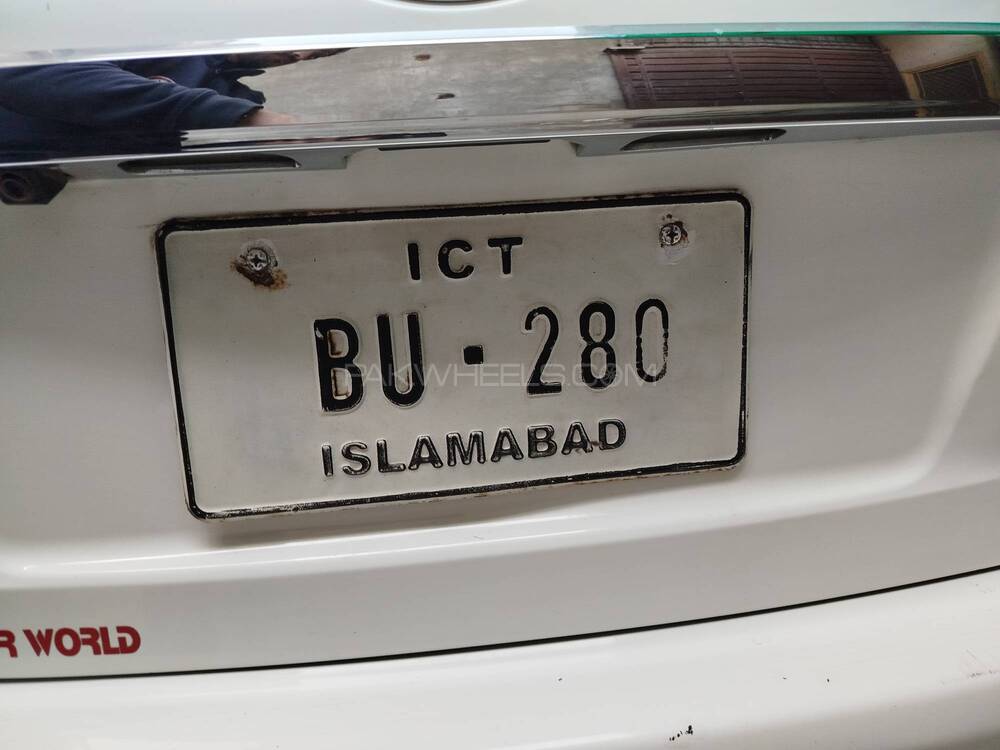 ICT
BU · 280
PAKWHEELS.COM
ISLAMABAD
R WORLD